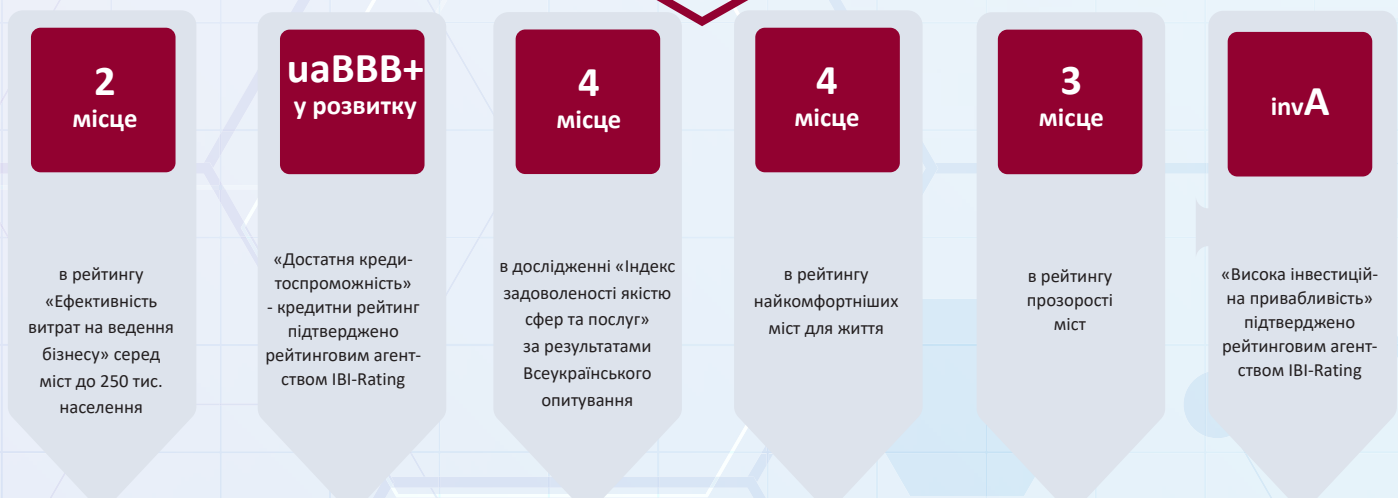 2
місце
в рейтингу
«Ефективність
витрат на ведення
бізнесу» серед
міст до 250 тис.
населення
uaBBB+
у розвитку
«Достатня креди-
тоспроможність»
- кредитни рейтинг
підтверджено
рейтинговим агент-
ством IBI-Rating
4
місце
в дослідженні «Індекс
задоволеності якістю
сфер та послуг»
за результатами
Всеукраїнського
опитування
4
місце
в рейтингу
найкомфортніших
міст для життя
3
місце
в рейтингу
прозорості
міст
invA
«Висока інвестицій-
на привабливість»
підтверджено
рейтинговим агент-
ством IBI-Rating